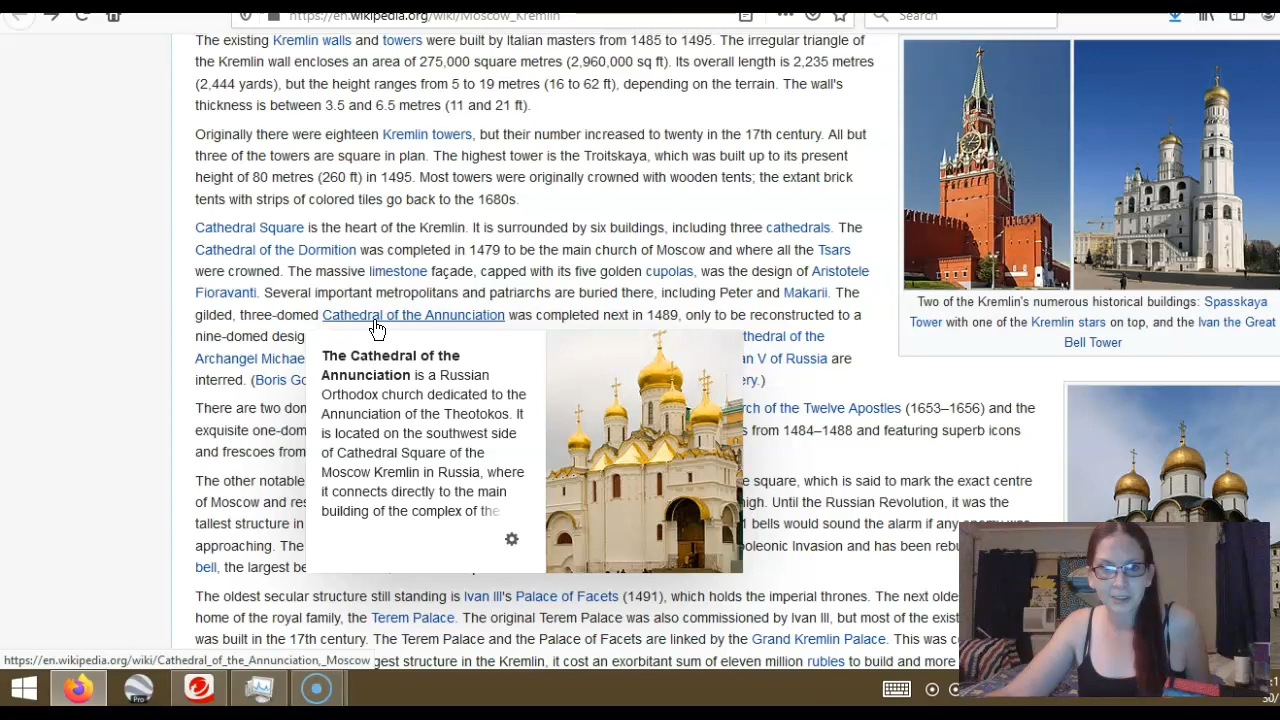 https://en.wikipedia.org/wiki/Moscow_Kremlin
Search
The existing Kremlin walls and towers were built by Italian masters from 1485 to 1495. The irregular triangle of
the Kremlin wall encloses an area of 275,000 square metres (2,960,000 sq ft). Its overall length is 2,235 metres
(2,444 yards), but the height ranges from 5 to 19 metres (16 to 62 ft), depending on the terrain. The wall's
thickness is between 3.5 and 6.5 metres (11 and 21 ft).
Originally there were eighteen Kremlin towers, but their number increased to twenty in the 17th century. All but
three of the towers are square in plan. The highest tower is the Troitskaya, which was built up to its present
height of 80 metres (260 ft) in 1495. Most towers were originally crowned with wooden tents; the extant brick
tents with strips of colored tiles go back to the 1680s.
Cathedral Square is the heart of the Kremlin. It is surrounded by six buildings, including three cathedrals. The
Cathedral of the Dormition was completed in 1479 to be the main church of Moscow and where all the Tsars
were crowned. The massive limestone façade, capped with its five golden cupolas, was the design of Aristotele
Fioravanti. Several important metropolitans and patriarchs are buried there, including Peter and Makarii. The
gilded, three-domed Cathedral of the Annunciation was completed next in 1489, only to be reconstructed to a
nine-domed desig thedral of the
Archangel Michae an V of Russia are
interred. (Boris Go ery.)
There are two dom rch of the Twelve Apostles (1653–1656) and the
exquisite one-dom s from 1484–1488 and featuring superb icons
and frescoes from
The other notable e square, which is said to mark the exact centre
of Moscow and res igh. Until the Russian Revolution, it was the
tallest structure in 1 bells would sound the alarm if any enemy was
approaching. The poleonic Invasion and has been rebu
bell, the largest be
The oldest secular structure still standing is Ivan III's Palace of Facets (1491), which holds the imperial thrones. The next olde
home of the royal family, the Terem Palace. The original Terem Palace was also commissioned by Ivan III, but most of the exist
was built in the 17th century. The Terem Palace and the Palace of Facets are linked by the Grand Kremlin Palace. This was c
gest structure in the Kremlin, it cost an exorbitant sum of eleven million rubles to build and more
The Cathedral of the
Annunciation is a Russian
Orthodox church dedicated to the
Annunciation of the Theotokos. It
is located on the southwest side
of Cathedral Square of the
Moscow Kremlin in Russia, where
it connects directly to the main
building of the complex of the
Two of the Kremlin's numerous historical buildings: Spasskaya
Tower with one of the Kremlin stars on top, and the Ivan the Great
Bell Tower
https://en.wikipedia.org/wiki/Cathedral_of_the_Annunciation,_Moscow
Pro